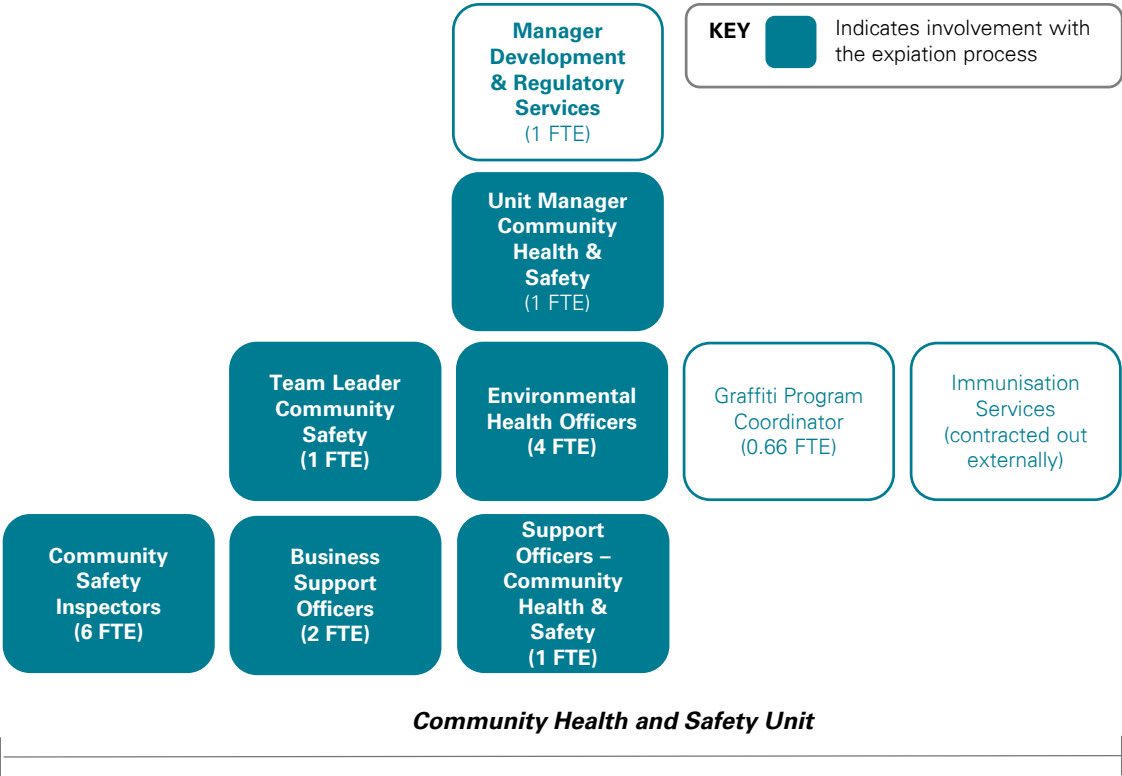 Manager
Development
& Regulatory
Services
(1 FTE)
KEY
Indicates involvement with
the expiation process
Unit Manager
Community
Health &
Safety
(1 FTE)
Team Leader
Community
Safety
(1 FTE)
Environmental
Health Officers
(4 FTE)
Graffiti Program
Coordinator
(0.66 FTE)
Immunisation
Services
(contracted out
externally)
Community
Safety
Inspectors
(6 FTE)
Business
Support
Officers
(2 FTE)
Support
Officers –
Community
Health &
Safety
(1 FTE)
Community Health and Safety Unit